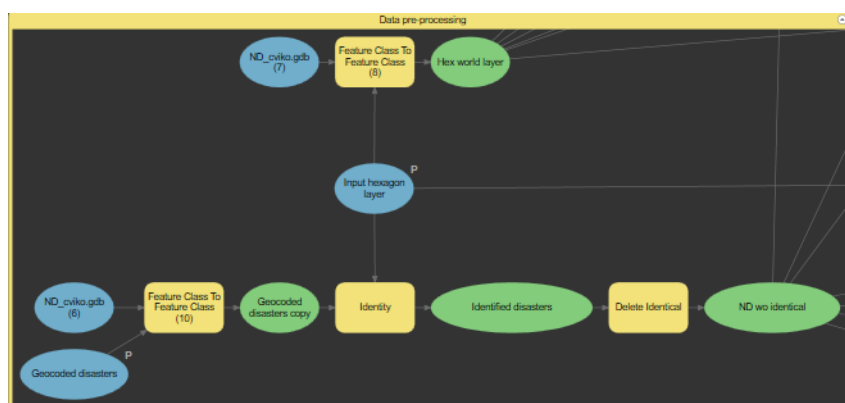 Data pre-processing
ND_cviko.gdb
(7)
Feature Class To
Feature Class
(8)
Hex world layer
P
Input hexagon
layer
ND_cviko.gdb
(6)
Feature Class To
Feature Class
(10)
Geocoded
disasters copy
Identity
Identified disasters
Delete Identical
ND wo identical
P
Geocoded disasters